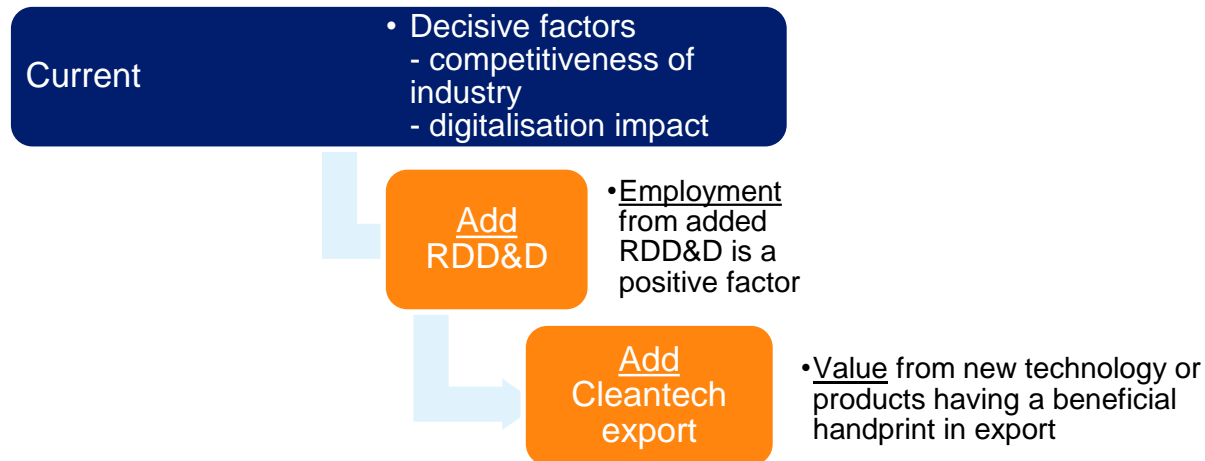 Current
• Decisive factors
- competitiveness of
industry
- digitalisation impact
Add
RDD&D
•Employment
from added
RDD&D is a
positive factor
Add
Cleantech
export
•Value from new technology or
products having a beneficial
handprint in export